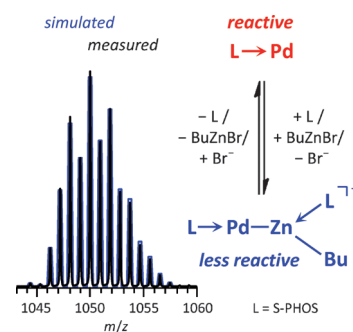 simulated
measured
reactive
L→Pd
– L /
– BuZnBr/
+ Br⁻
+ L /
+ BuZnBr/
– Br⁻
L
L→Pd—Zn
Bu
less reactive
1045 1050 1055 1060
m/z
L = S-PHOS